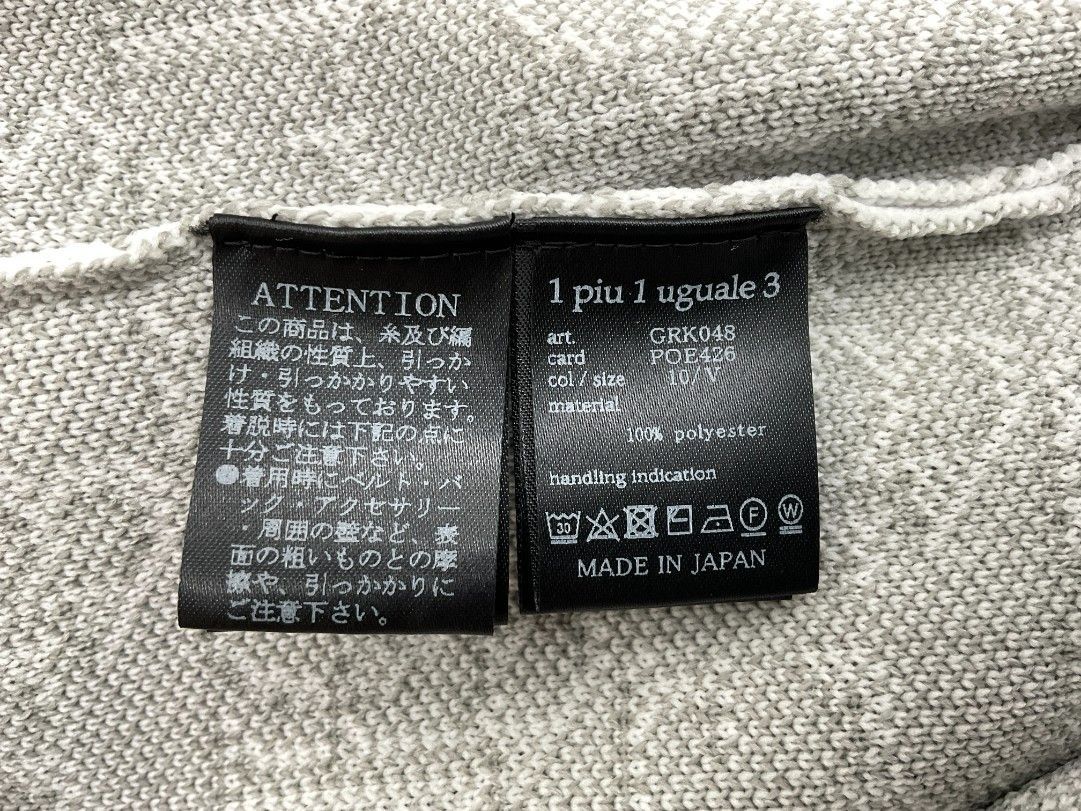 ATTENTION
この商品は、糸及び編
組織の性質上、引っか
け・引っかかりやすい
性質をもっております。
着脱時には下記の点に
十分ご注意下さい。
●着用時にベルト・バ
ック・アクセサリー
・周囲の壁など、表
面の粗いものとの摩
擦や、引っかかりに
ご注意下さい。
1 piu 1 uguale 3
art. GRK048
card POE426
col / size 10/V
material
100% polyester
handling indication
30
F W
MADE IN JAPAN